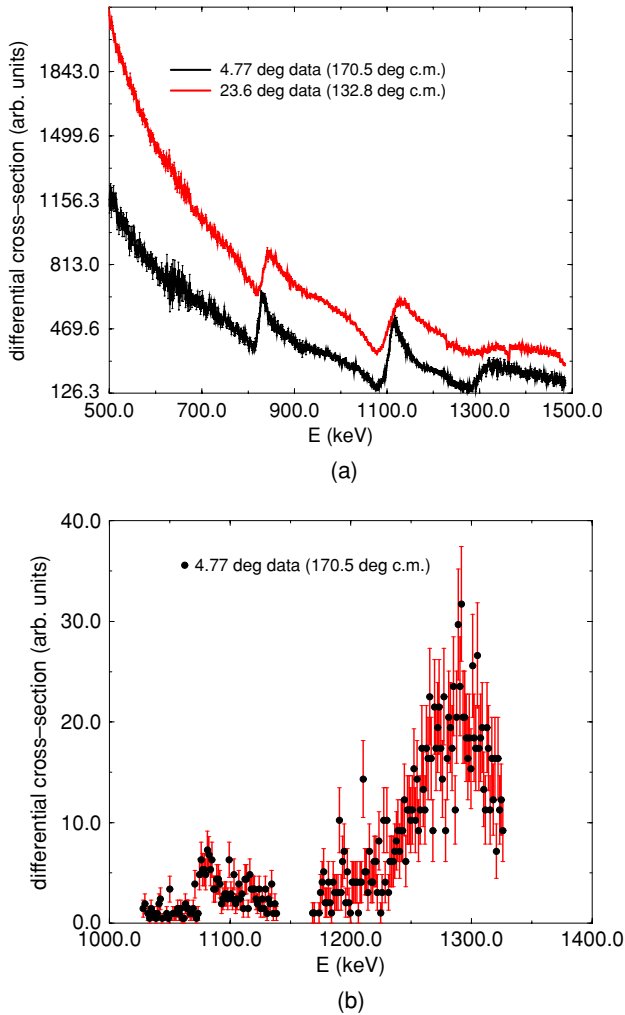 differential cross−section (arb. units)
1843.0
1499.6
1156.3
813.0
469.6
126.3
4.77 deg data (170.5 deg c.m.)
23.6 deg data (132.8 deg c.m.)
500.0 700.0 900.0 1100.0 1300.0 1500.0
E (keV)
(a)
differential cross−section (arb. units)
40.0
30.0
20.0
10.0
0.0
4.77 deg data (170.5 deg c.m.)
1000.0 1100.0 1200.0 1300.0 1400.0
E (keV)
(b)